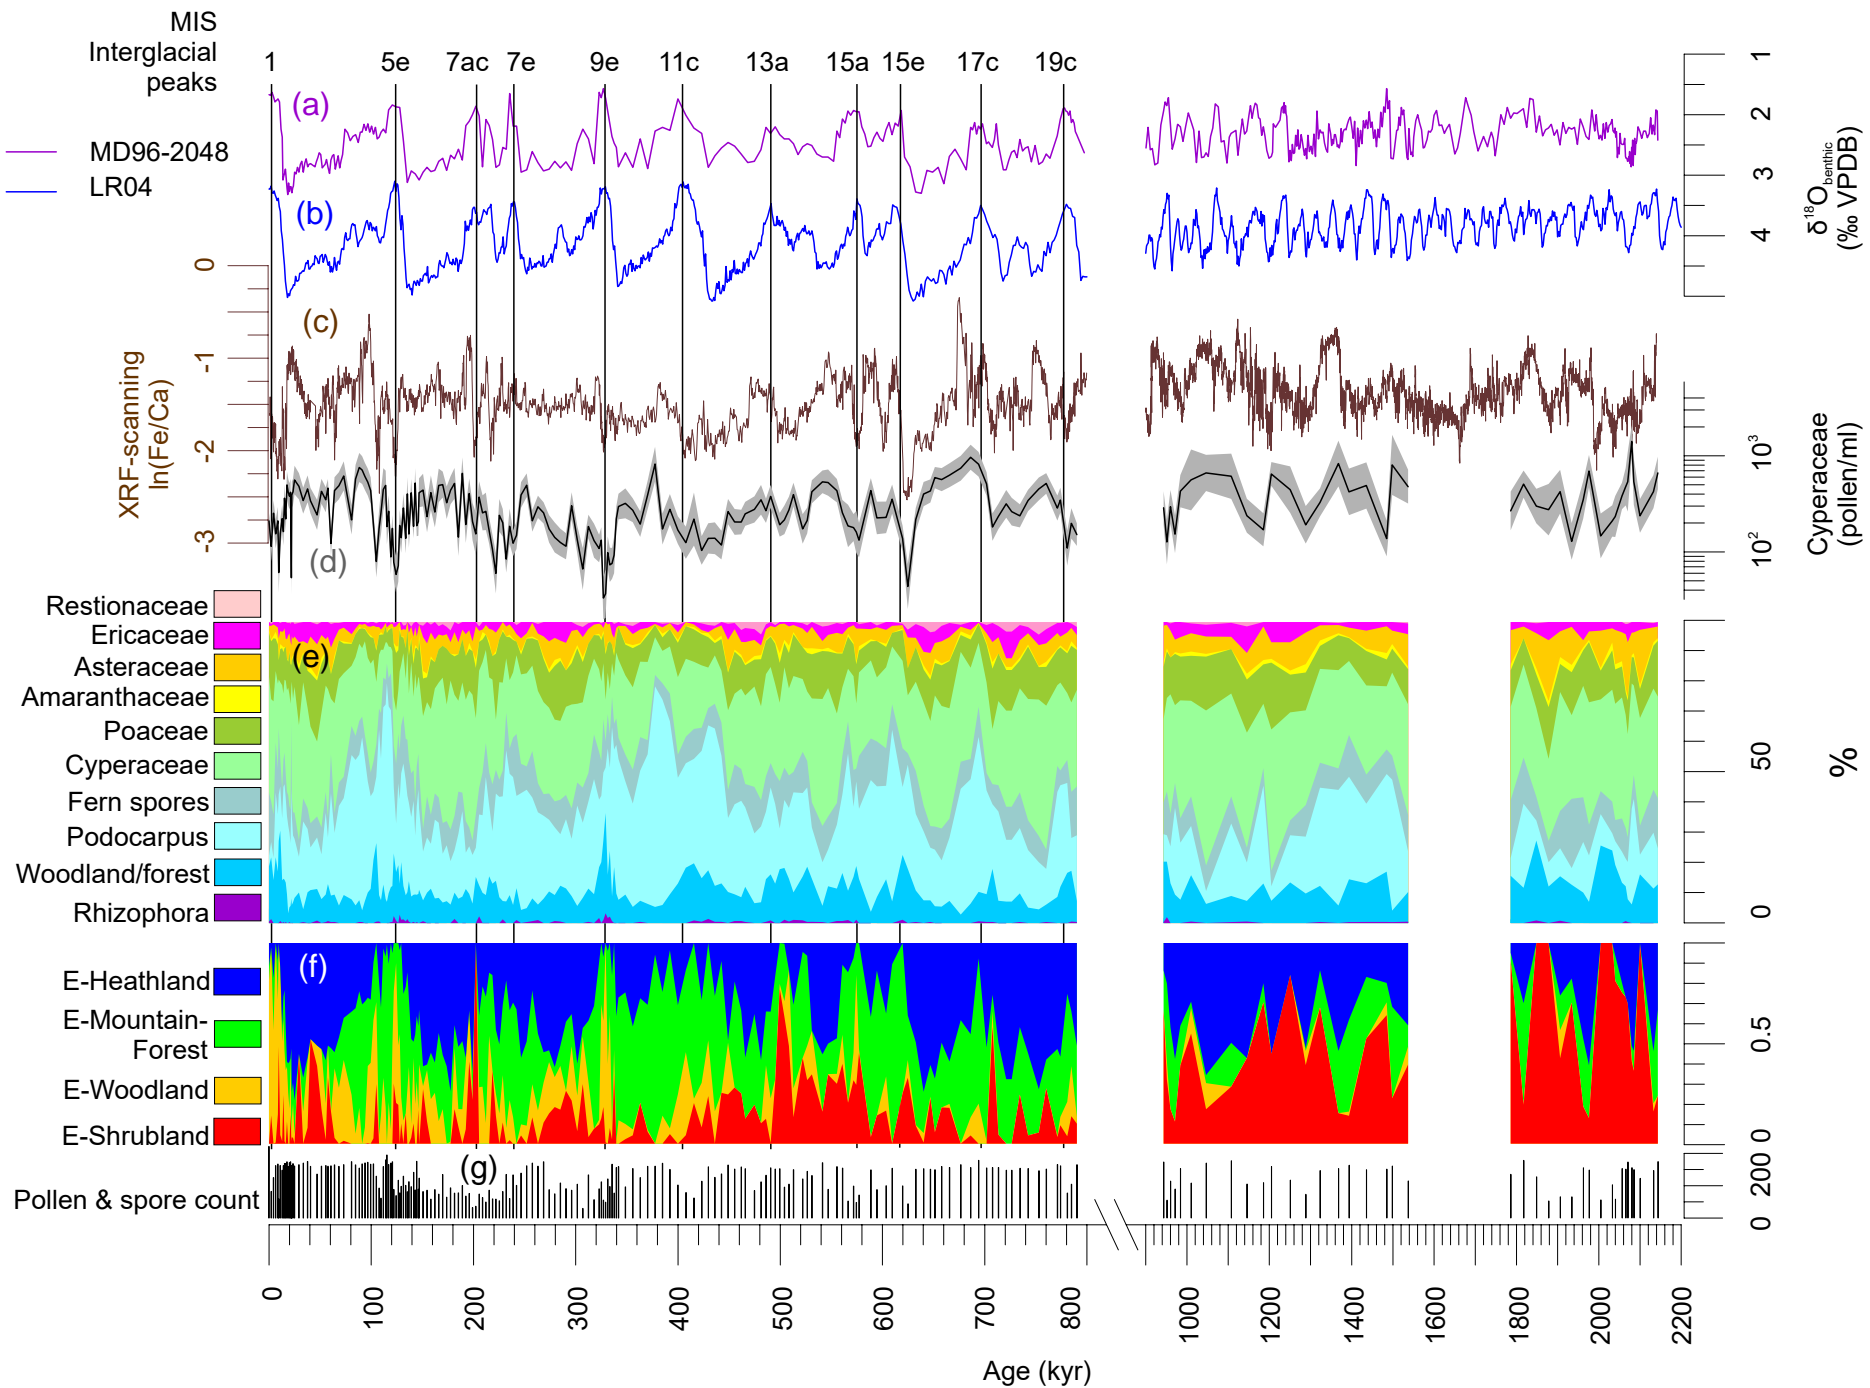 MIS
Interglacial
peaks
1 5e 7ac 7e 9e 11c 13a 15a 15e 17c 19c
MD96-2048
LR04
(a)
(b)
(c)
(d)
(e)
(f)
(g)
1
2
3
4
δ¹⁸O benthic
(‰ VPDB)
0
-1
-2
-3
XRF-scanning
ln(Fe/Ca)
10³
10²
Cyperaceae
(pollen/ml)
Restionaceae
Ericaceae
Asteraceae
Amaranthaceae
Poaceae
Cyperaceae
Fern spores
Podocarpus
Woodland/forest
Rhizophora
50
0
%
E-Heathland
E-Mountain-
Forest
E-Woodland
E-Shrubland
0.5
0
Pollen & spore count
200
0
0 100 200 300 400 500 600 700 800 1000 1200 1400 1600 1800 2000 2200
Age (kyr)